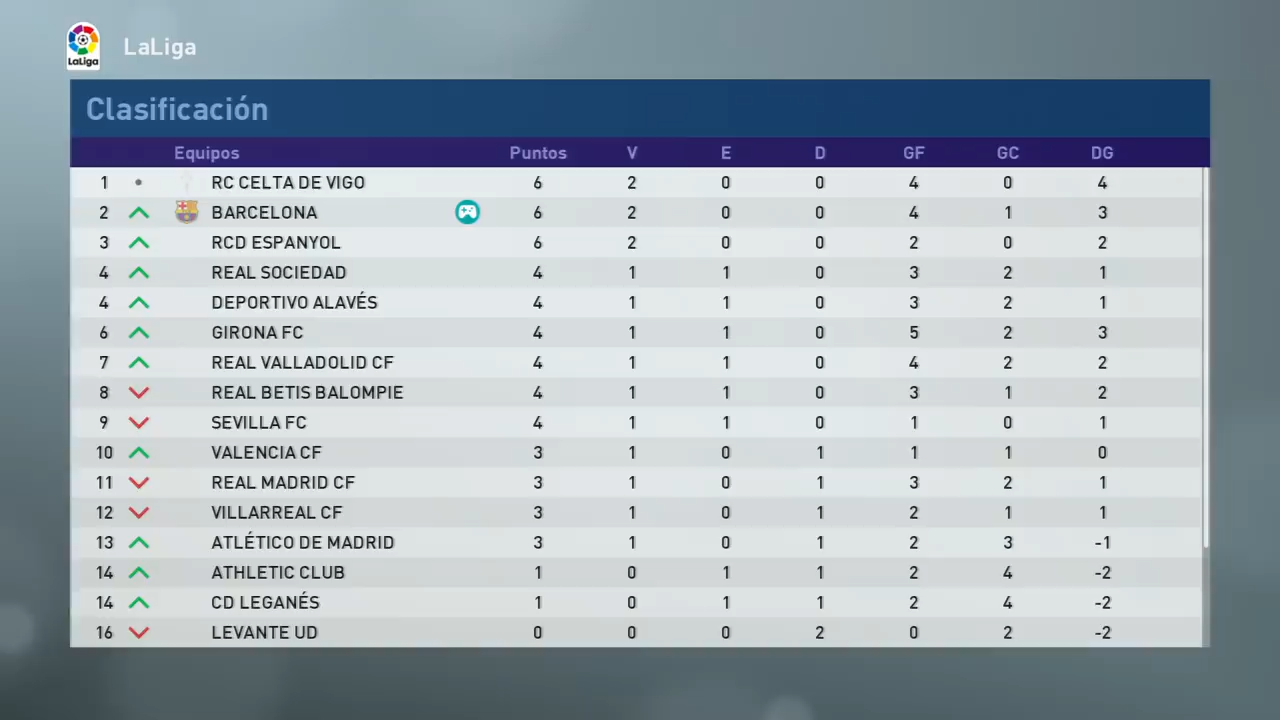 LaLiga
LaLiga
Clasificación
Equipos Puntos V E D GF GC DG
1 RC CELTA DE VIGO 6 2 0 0 4 0 4
2 BARCELONA 6 2 0 0 4 1 3
3 RCD ESPANYOL 6 2 0 0 2 0 2
4 REAL SOCIEDAD 4 1 1 0 3 2 1
4 DEPORTIVO ALAVÉS 4 1 1 0 3 2 1
6 GIRONA FC 4 1 1 0 5 2 3
7 REAL VALLADOLID CF 4 1 1 0 4 2 2
8 REAL BETIS BALOMPIE 4 1 1 0 3 1 2
9 SEVILLA FC 4 1 1 0 1 0 1
10 VALENCIA CF 3 1 0 1 1 1 0
11 REAL MADRID CF 3 1 0 1 3 2 1
12 VILLARREAL CF 3 1 0 1 2 1 1
13 ATLÉTICO DE MADRID 3 1 0 1 2 3 -1
14 ATHLETIC CLUB 1 0 1 1 2 4 -2
14 CD LEGANÉS 1 0 1 1 2 4 -2
16 LEVANTE UD 0 0 0 2 0 2 -2